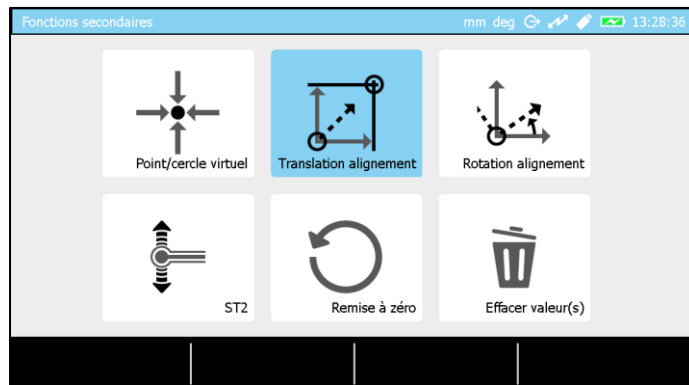 Fonctions secondaires mm deg 13:28:36
Point/cercle virtuel Translation alignement Rotation alignement
ST2 Remise à zéro Effacer valeur(s)